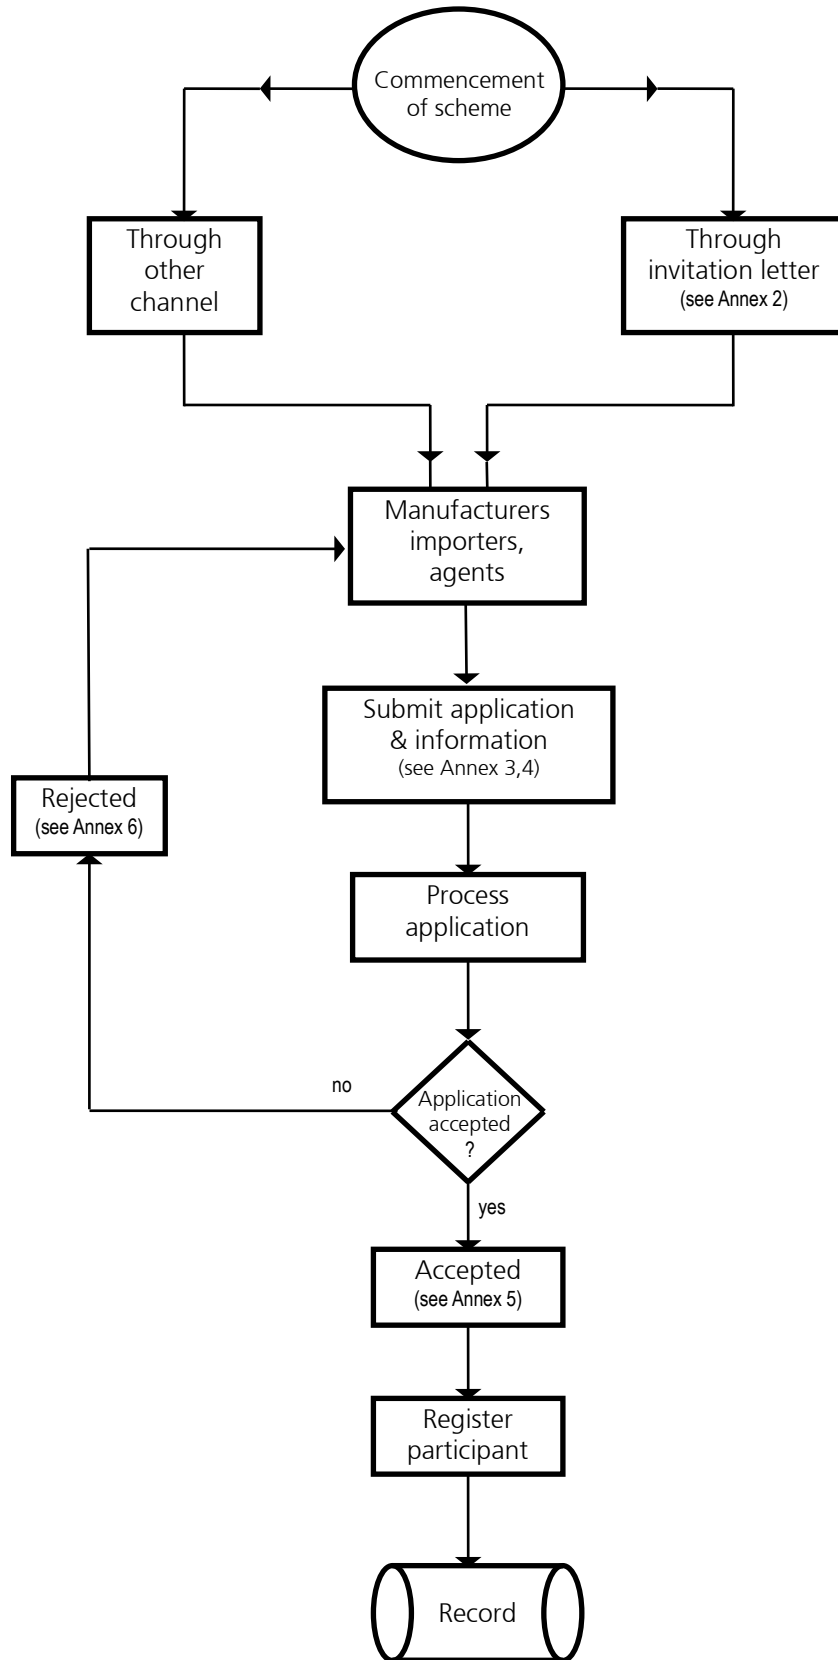 Commencement
of scheme
Through
other
channel
Through
invitation letter
(see Annex 2)
Manufacturers
importers,
agents
Submit application
& information
(see Annex 3,4)
Rejected
(see Annex 6)
Process
application
no
Application
accepted
?
yes
Accepted
(see Annex 5)
Register
participant
Record